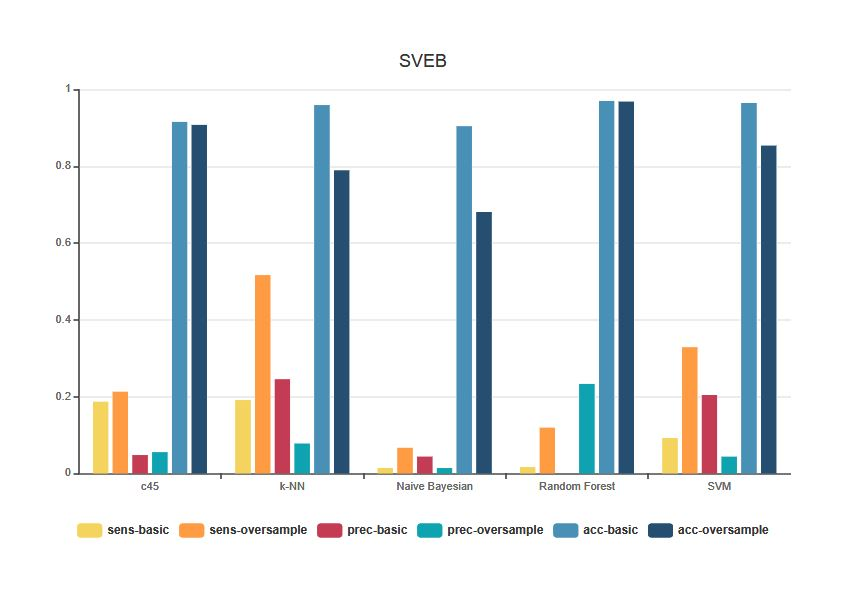 SVEB
1
0.8
0.6
0.4
0.2
0
c45 k-NN Naive Bayesian Random Forest SVM
sens-basic sens-oversample prec-basic prec-oversample acc-basic acc-oversample